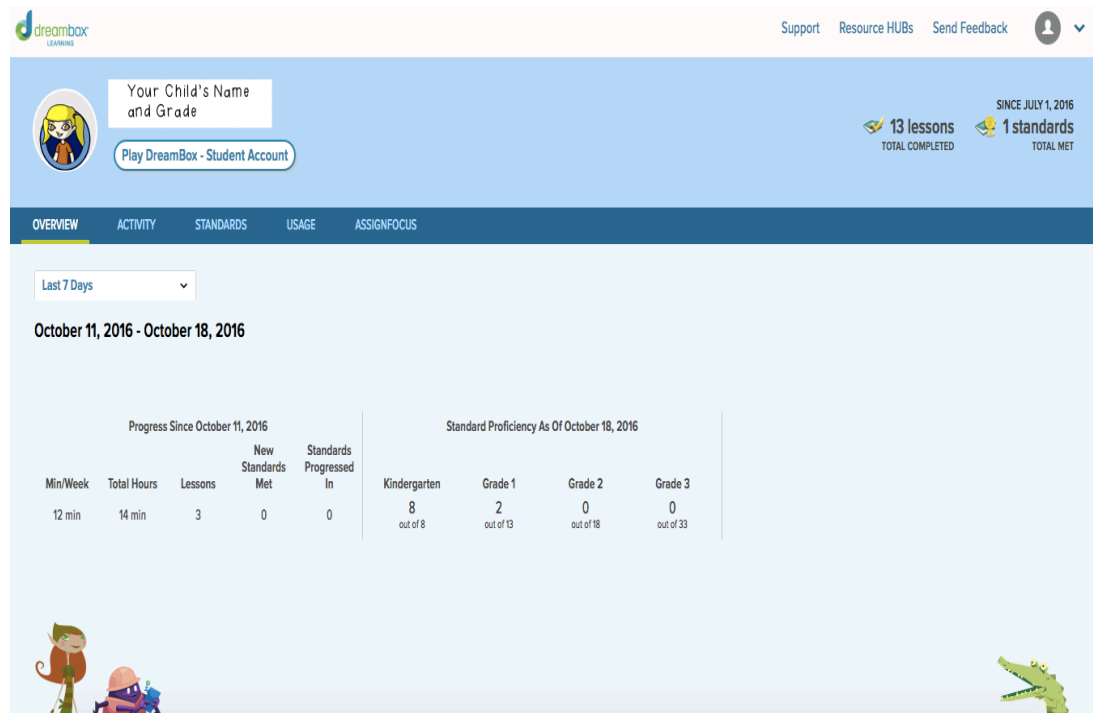 dreambox
LEARNING
Support Resource HUBs Send Feedback
Your Child's Name
and Grade
Play DreamBox - Student Account
SINCE JULY 1, 2016
13 lessons 1 standards
TOTAL COMPLETED TOTAL MET
OVERVIEW ACTIVITY STANDARDS USAGE ASSIGNFOCUS
Last 7 Days
October 11, 2016 - October 18, 2016
Progress Since October 11, 2016 Standard Proficiency As Of October 18, 2016
New Standards
Standards Progressed
Min/Week Total Hours Lessons Met In Kindergarten Grade 1 Grade 2 Grade 3
12 min 14 min 3 0 0 8 2 0 0
out of 8 out of 13 out of 18 out of 33